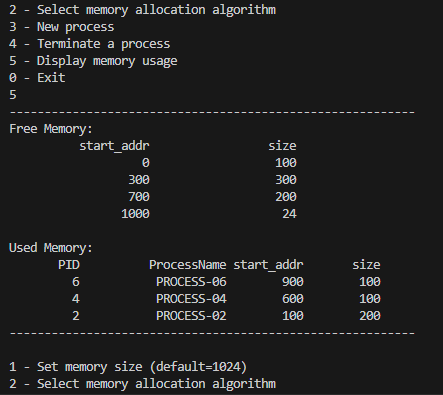 2 - Select memory allocation algorithm
3 - New process
4 - Terminate a process
5 - Display memory usage
0 - Exit
5
----------------------------------------------------------
Free Memory:
start_addr size
0 100
300 300
700 200
1000 24
Used Memory:
PID ProcessName start_addr size
6 PROCESS-06 900 100
4 PROCESS-04 600 100
2 PROCESS-02 100 200
----------------------------------------------------------
1 - Set memory size (default=1024)
2 - Select memory allocation algorithm